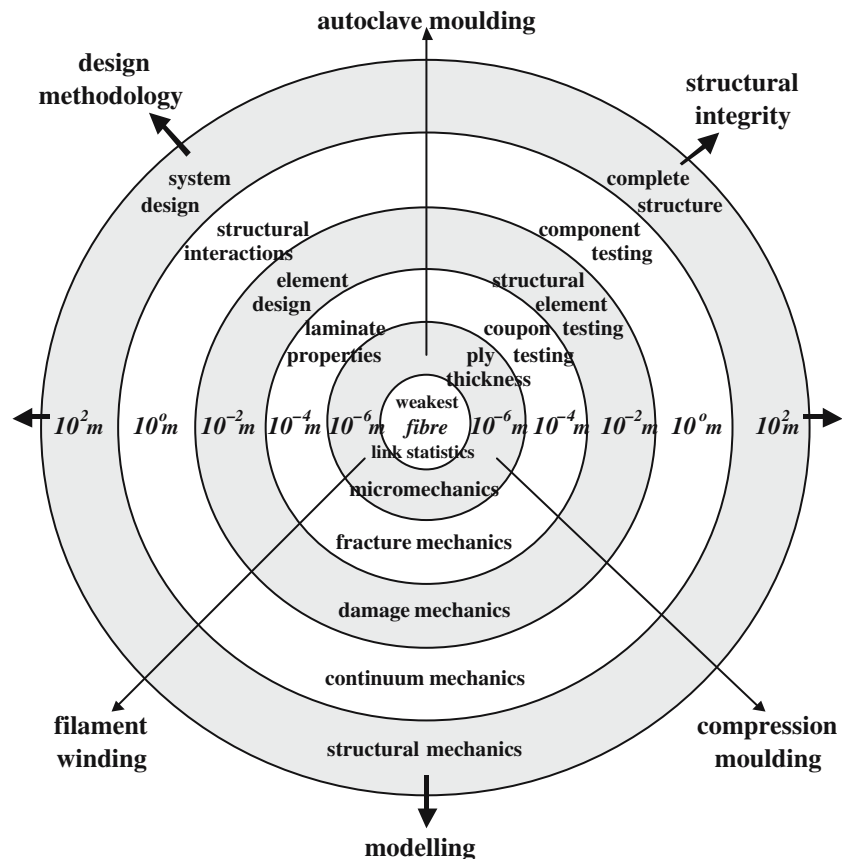 autoclave moulding
design
methodology
structural
integrity
system
design
complete
structure
structural
interactions
component
testing
element
design
structural
element
testing
laminate
properties
coupon
testing
ply
thickness
weakest
10²m 10ᵒm 10⁻²m 10⁻⁴m 10⁻⁶m fibre 10⁻⁶m 10⁻⁴m 10⁻²m 10ᵒm 10²m
link statistics
micromechanics
fracture mechanics
damage mechanics
continuum mechanics
structural mechanics
filament
winding
compression
moulding
modelling